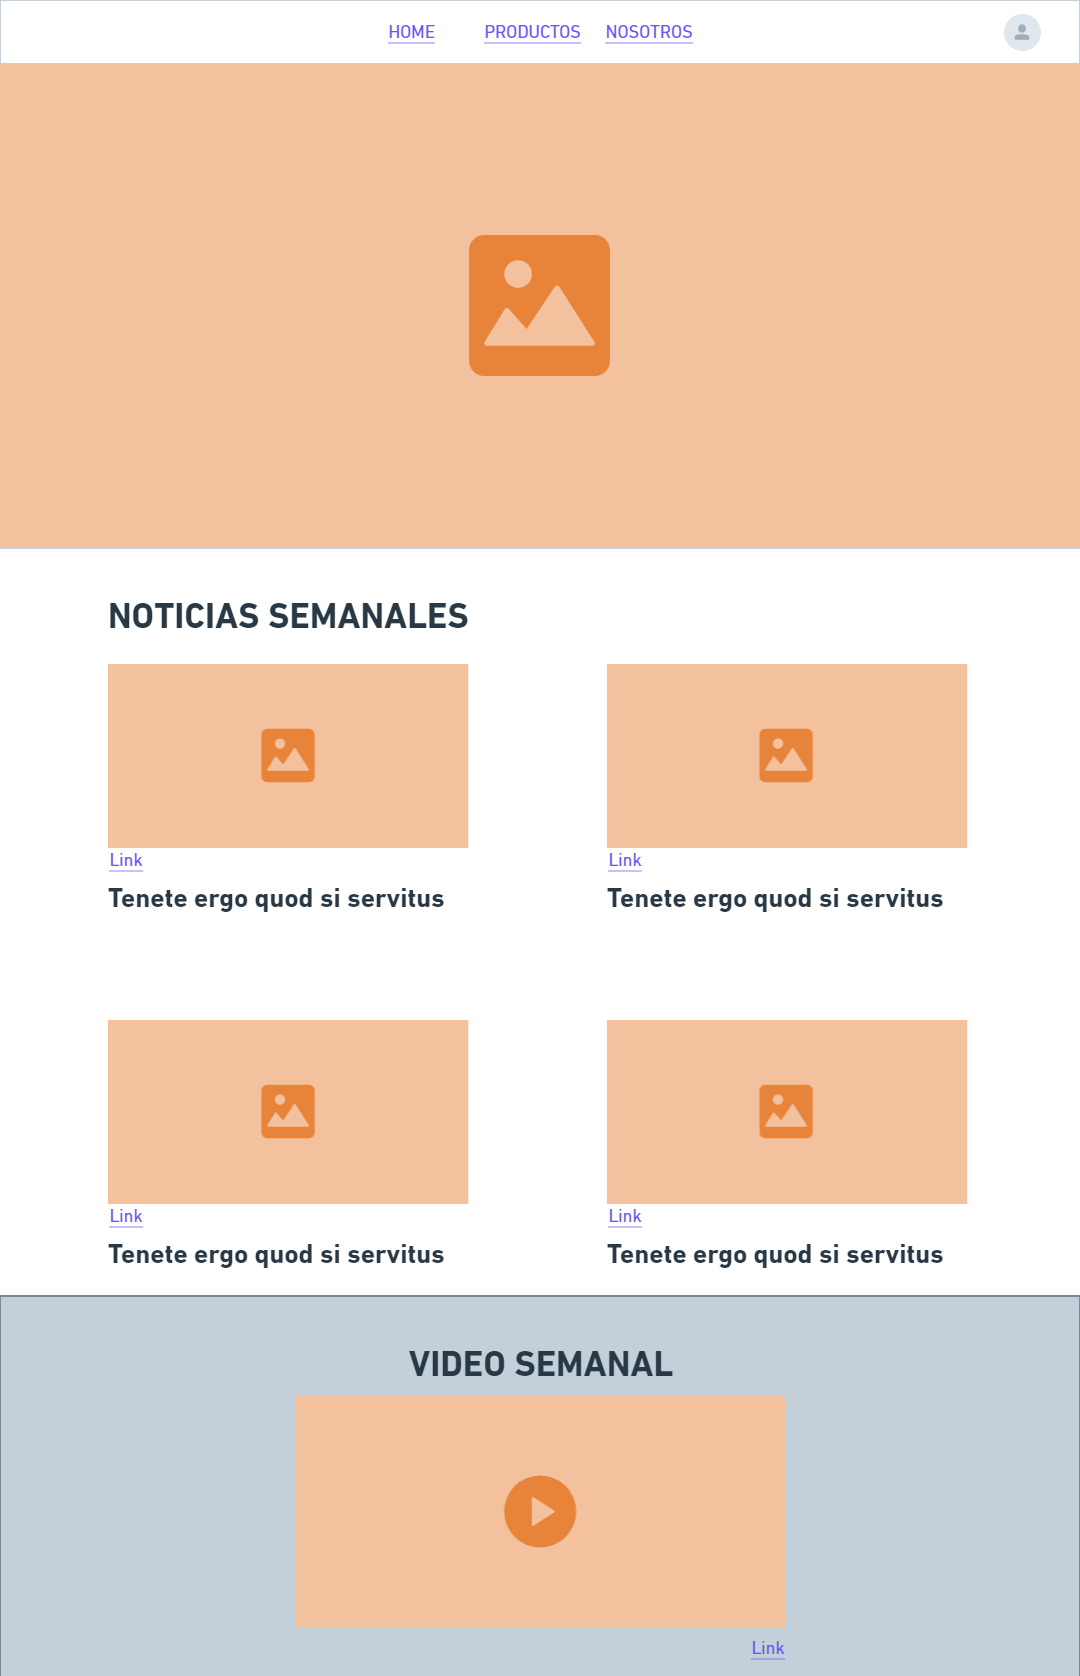 HOME PRODUCTOS NOSOTROS
NOTICIAS SEMANALES
Link
Tenete ergo quod si servitus
Link
Tenete ergo quod si servitus
Link
Tenete ergo quod si servitus
Link
Tenete ergo quod si servitus
VIDEO SEMANAL
Link